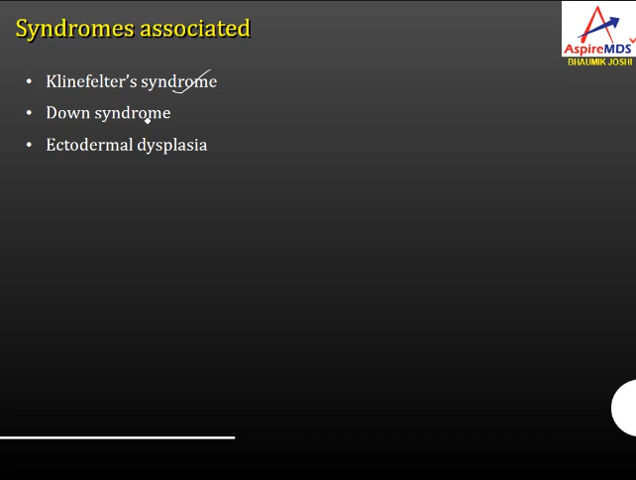 Syndromes associated
AspireMDS
BHAUMIK JOSHI
• Klinefelter's syndrome
• Down syndrome
• Ectodermal dysplasia